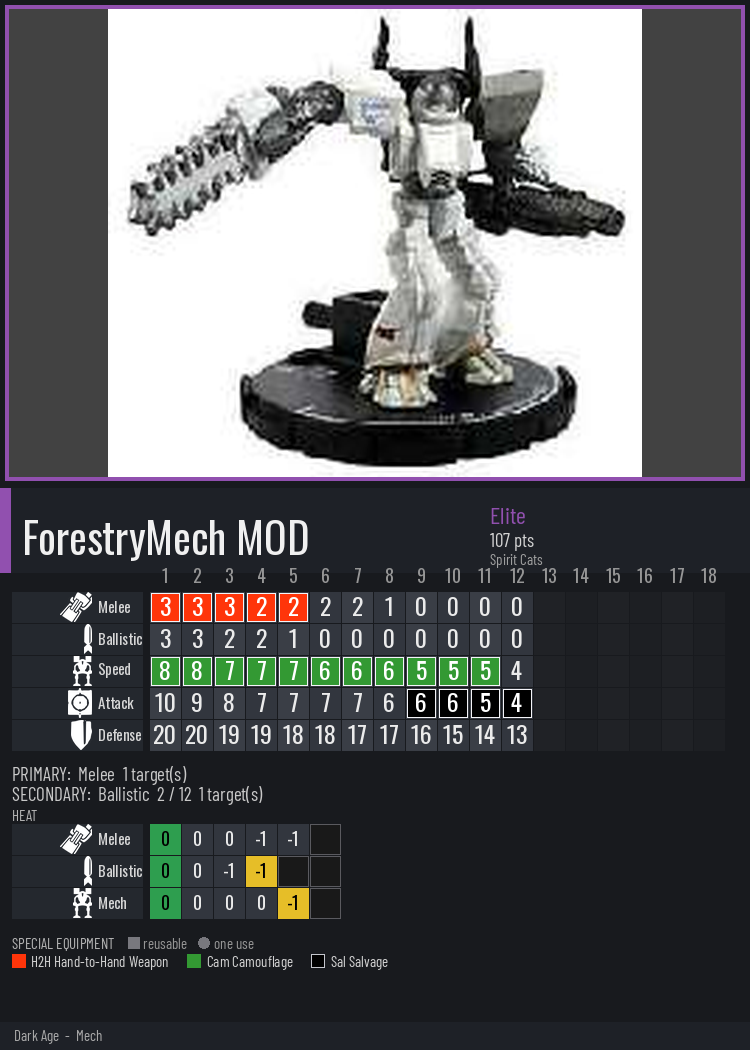 ForestryMech MOD
Elite
107 pts
Spirit Cats
1 2 3 4 5 6 7 8 9 10 11 12 13 14 15 16 17 18
Melee 3 3 3 2 2 2 2 1 0 0 0 0
Ballistic 3 3 2 2 1 0 0 0 0 0 0 0
Speed 8 8 7 7 7 6 6 6 5 5 5 4
Attack 10 9 8 7 7 7 7 6 6 6 5 4
Defense 20 20 19 19 18 18 17 17 16 15 14 13
PRIMARY: Melee 1 target(s)
SECONDARY: Ballistic 2 / 12 1 target(s)
HEAT
Melee 0 0 0 -1 -1
Ballistic 0 0 -1 -1
Mech 0 0 0 0 -1
SPECIAL EQUIPMENT reusable one use
H2H Hand-to-Hand Weapon Cam Camouflage Sal Salvage
Dark Age - Mech